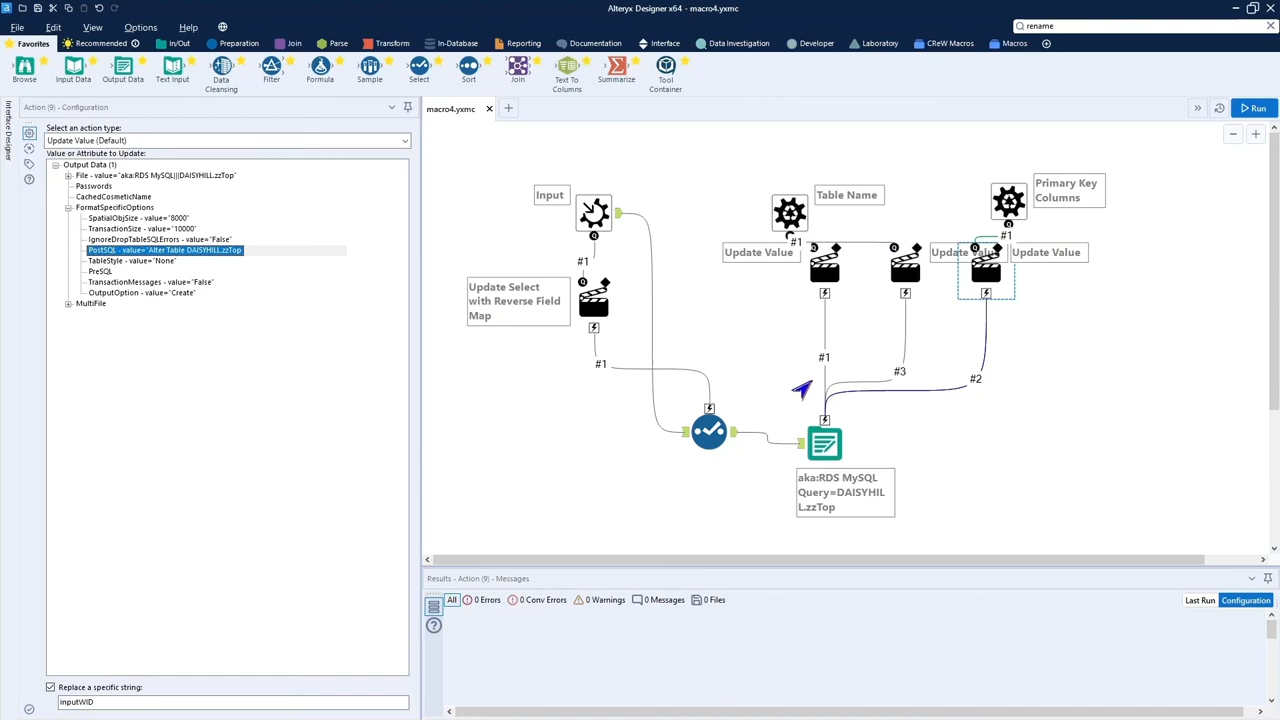 Alteryx Designer x64 - macro4.yxmc
File Edit View Options Help
rename
Favorites Recommended In/Out Preparation Join Parse Transform In-Database Reporting Documentation Interface Data Investigation Developer Laboratory CReW Macros Macros
Browse Input Data Output Data Text Input Data Cleansing Filter Formula Sample Select Sort Join Text To Columns Summarize Tool Container
Interface Designer
Action (9) - Configuration
Select an action type:
Update Value (Default)
Value or Attribute to Update:
Output Data (1)
File - value="aka:RDS MySQL|||DAISYHILL.zzTop"
Passwords
CachedCosmeticName
FormatSpecificOptions
SpatialObjSize - value="8000"
TransactionSize - value="10000"
IgnoreDropTableSQLErrors - value="False"
PostSQL - value="Alter Table DAISYHILL.zzTop
TableStyle - value="None"
PreSQL
TransactionMessages - value="False"
OutputOption - value="Create"
MultiFile
Replace a specific string:
inputWID
macro4.yxmc
Run
Input
#1
Update Select
with Reverse Field
Map
#1
Table Name
#1
Update Value
Update Value
Primary Key
Columns
#1
Update Value
#1
#3
#2
aka:RDS MySQL
Query=DAISYHIL
L.zzTop
Results - Action (9) - Messages
All 0 Errors 0 Conv Errors 0 Warnings 0 Messages 0 Files
Last Run Configuration